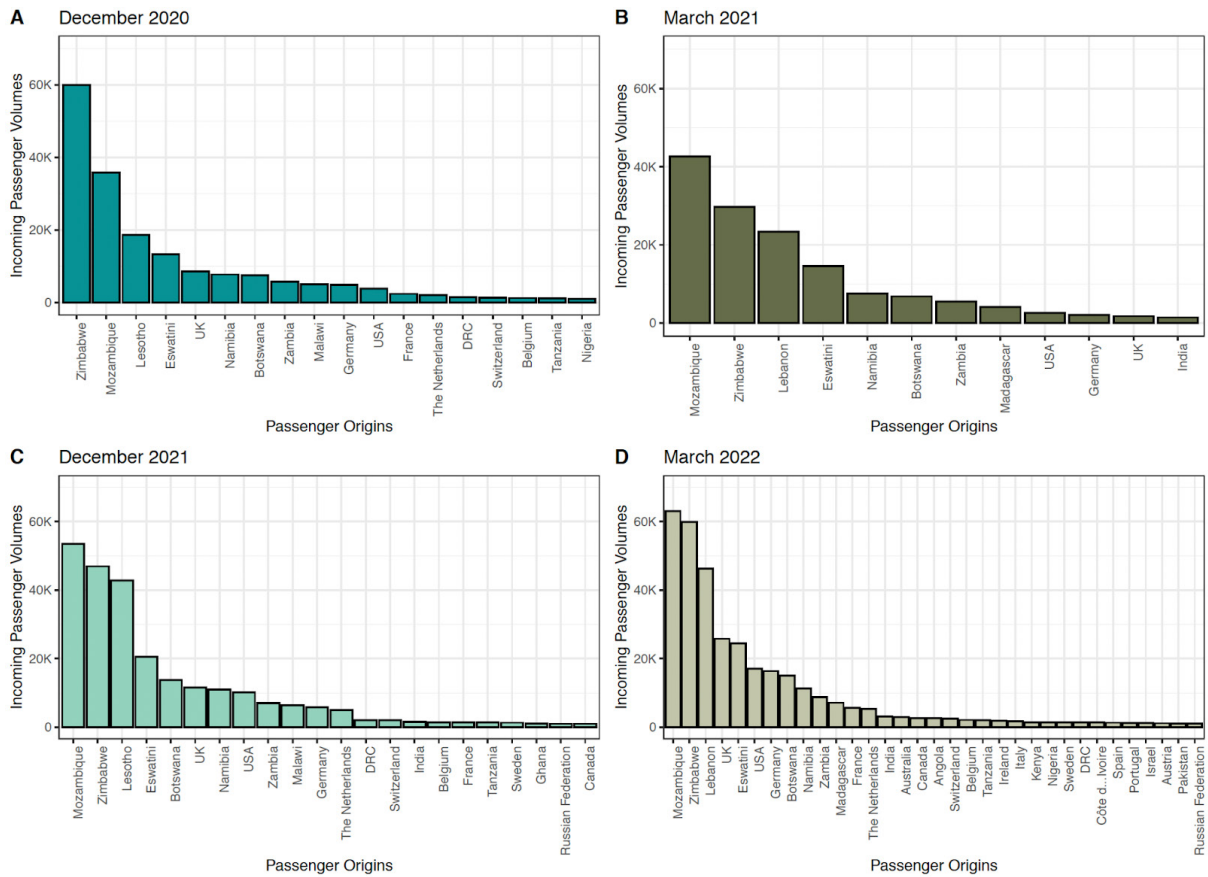 A December 2020
Incoming Passenger Volumes
60K
40K
20K
0
Zimbabwe
Mozambique
Lesotho
Eswatini
UK
Namibia
Botswana
Zambia
Malawi
Germany
USA
France
The Netherlands
DRC
Switzerland
Belgium
Tanzania
Nigeria
Passenger Origins
B March 2021
Incoming Passenger Volumes
60K
40K
20K
0
Mozambique
Zimbabwe
Lebanon
Eswatini
Namibia
Botswana
Zambia
Madagascar
USA
Germany
UK
India
Passenger Origins
C December 2021
Incoming Passenger Volumes
60K
40K
20K
0
Mozambique
Zimbabwe
Lesotho
Eswatini
Botswana
UK
Namibia
USA
Zambia
Malawi
Germany
The Netherlands
DRC
Switzerland
India
Belgium
France
Tanzania
Sweden
Ghana
Russian Federation
Canada
Passenger Origins
D March 2022
Incoming Passenger Volumes
60K
40K
20K
0
Mozambique
Zimbabwe
Lebanon
UK
Eswatini
USA
Germany
Botswana
Namibia
Zambia
Madagascar
France
The Netherlands
India
Australia
Canada
Angola
Switzerland
Belgium
Tanzania
Ireland
Italy
Kenya
Nigeria
Sweden
DRC
Côte d...Ivoire
Spain
Portugal
Israel
Austria
Pakistan
Russian Federation
Passenger Origins